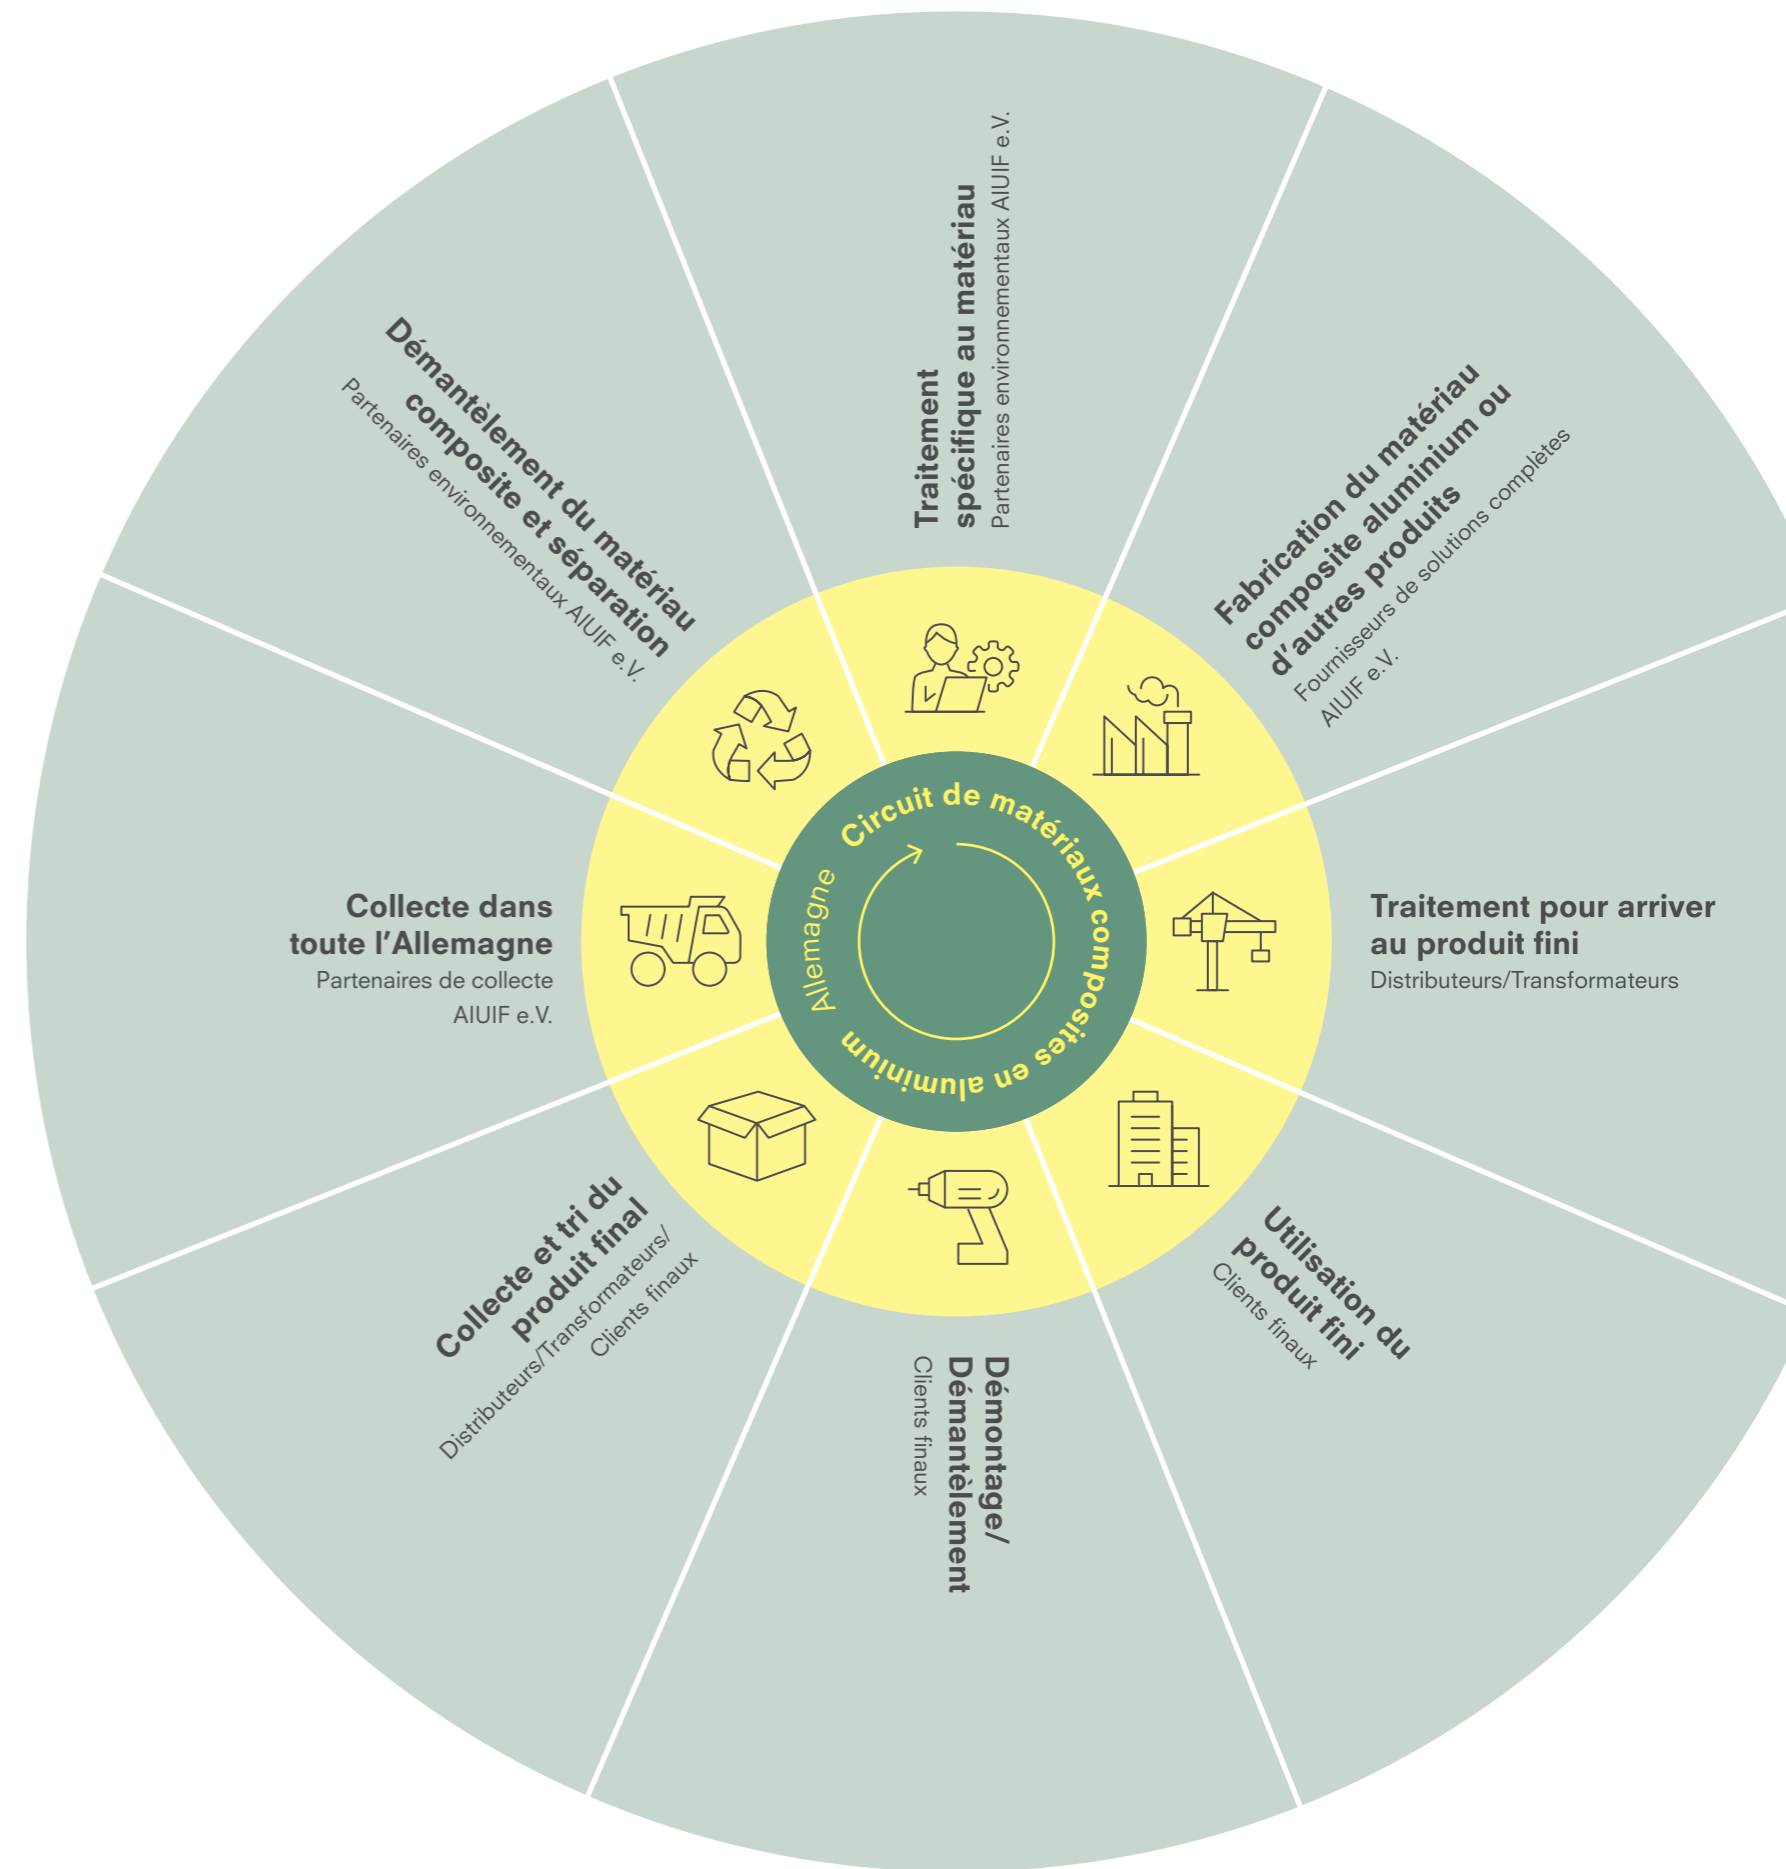 Circuit de matériaux composites en aluminium
Allemagne
Traitement
spécifique au matériau
Partenaires environnementaux AIUIF e.V.
Fabrication du matériau
composite aluminium ou
d’autres produits
Fournisseurs de solutions complètes
AIUIF e.V.
Traitement pour arriver
au produit fini
Distributeurs/Transformateurs
Utilisation du
produit fini
Clients finaux
Démontage/
Démantèlement
Clients finaux
Collecte et tri du
produit final
Distributeurs/Transformateurs/
Clients finaux
Collecte dans
toute l’Allemagne
Partenaires de collecte
AIUIF e.V.
Démantèlement du matériau
composite et séparation
Partenaires environnementaux AIUIF e.V.